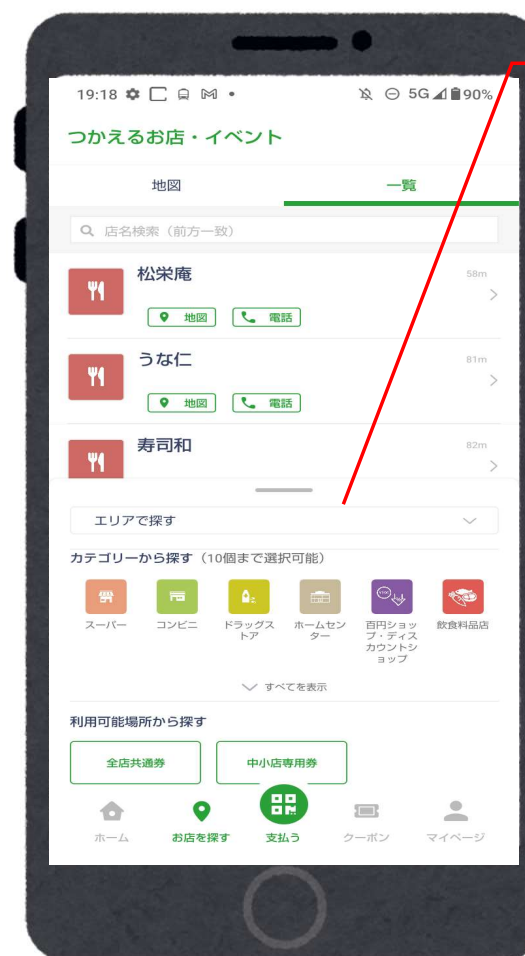 19:18
5G 90%
つかえるお店・イベント
地図
一覧
店名検索（前方一致）
松栄庵
58m
地図
電話
うな仁
81m
地図
電話
寿司和
82m
エリアで探す
カテゴリーから探す（10個まで選択可能）
スーパー
コンビニ
ドラッグス
トア
ホームセン
ター
百円ショッ
プ・ディス
カウントシ
ョップ
飲食料品店
すべてを表示
利用可能場所から探す
全店共通券
中小店専用券
ホーム
お店を探す
支払う
クーポン
マイページ